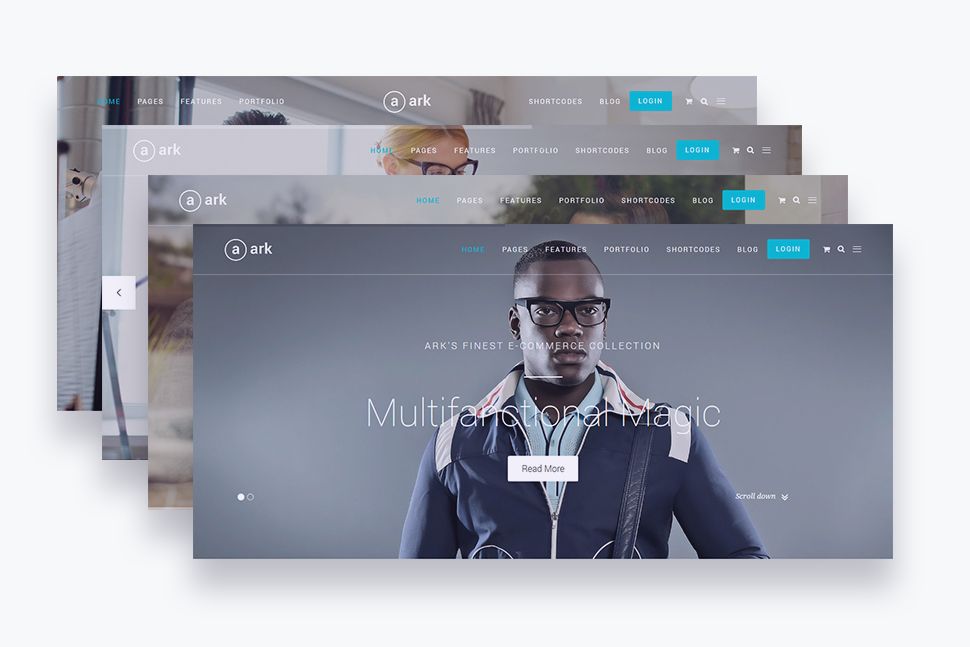 HOME PAGES FEATURES PORTFOLIO a ark SHORTCODES BLOG LOGIN
a ark HOME PAGES FEATURES PORTFOLIO SHORTCODES BLOG LOGIN
a ark HOME PAGES FEATURES PORTFOLIO SHORTCODES BLOG LOGIN
a ark HOME PAGES FEATURES PORTFOLIO SHORTCODES BLOG LOGIN
ARK'S FINEST E-COMMERCE COLLECTION
Multifanctional Magic
Read More
Scroll down